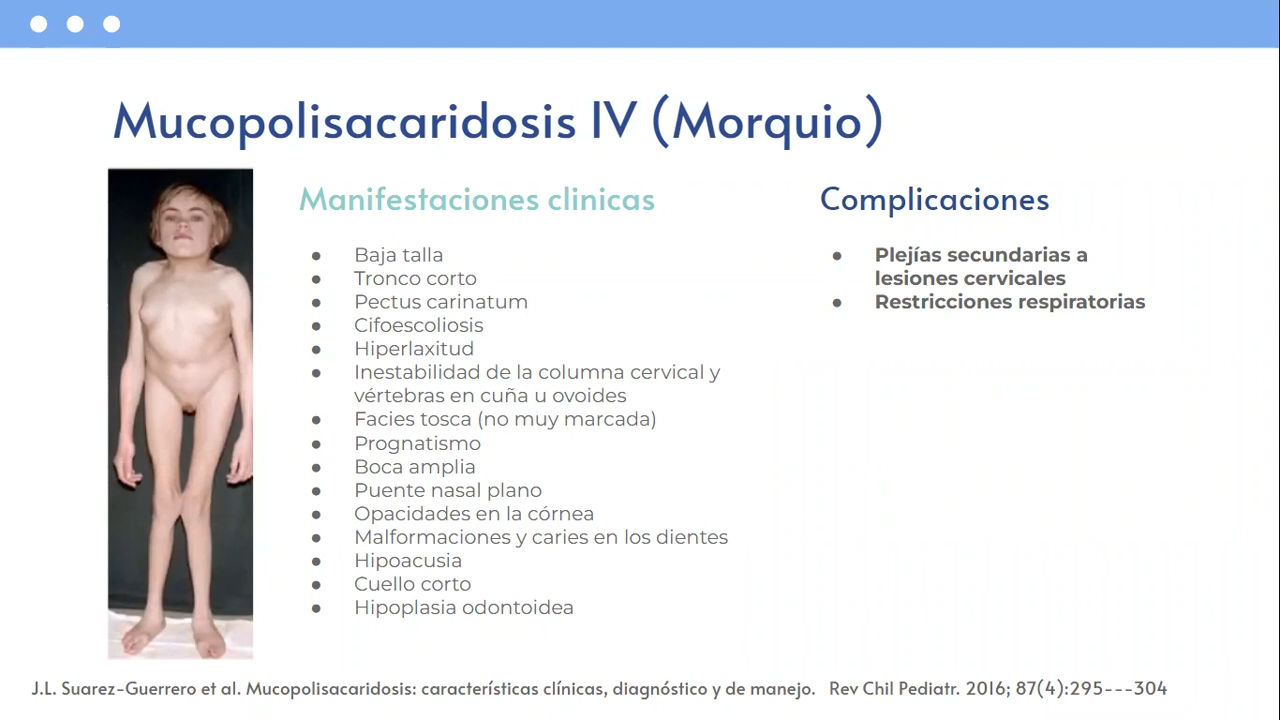 Mucopolisacaridosis IV (Morquio)
Manifestaciones clinicas
● Baja talla
● Tronco corto
● Pectus carinatum
● Cifoescoliosis
● Hiperlaxitud
● Inestabilidad de la columna cervical y
vértebras en cuña u ovoides
● Facies tosca (no muy marcada)
● Prognatismo
● Boca amplia
● Puente nasal plano
● Opacidades en la córnea
● Malformaciones y caries en los dientes
● Hipoacusia
● Cuello corto
● Hipoplasia odontoidea
Complicaciones
● Plejías secundarias a
lesiones cervicales
● Restricciones respiratorias
J.L. Suarez-Guerrero et al. Mucopolisacaridosis: características clínicas, diagnóstico y de manejo. Rev Chil Pediatr. 2016; 87(4):295---304